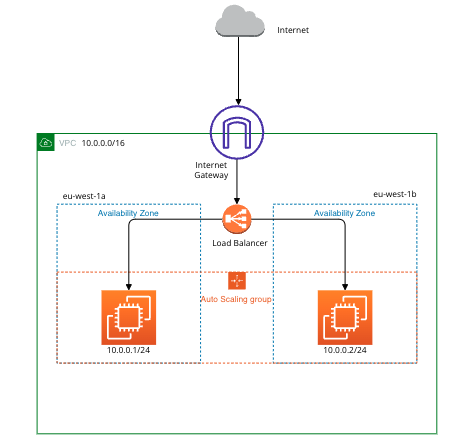 Internet
VPC 10.0.0.0/16
Internet
Gateway
eu-west-1a
eu-west-1b
Availability Zone
Availability Zone
Load Balancer
Auto Scaling group
10.0.0.1/24
10.0.0.2/24